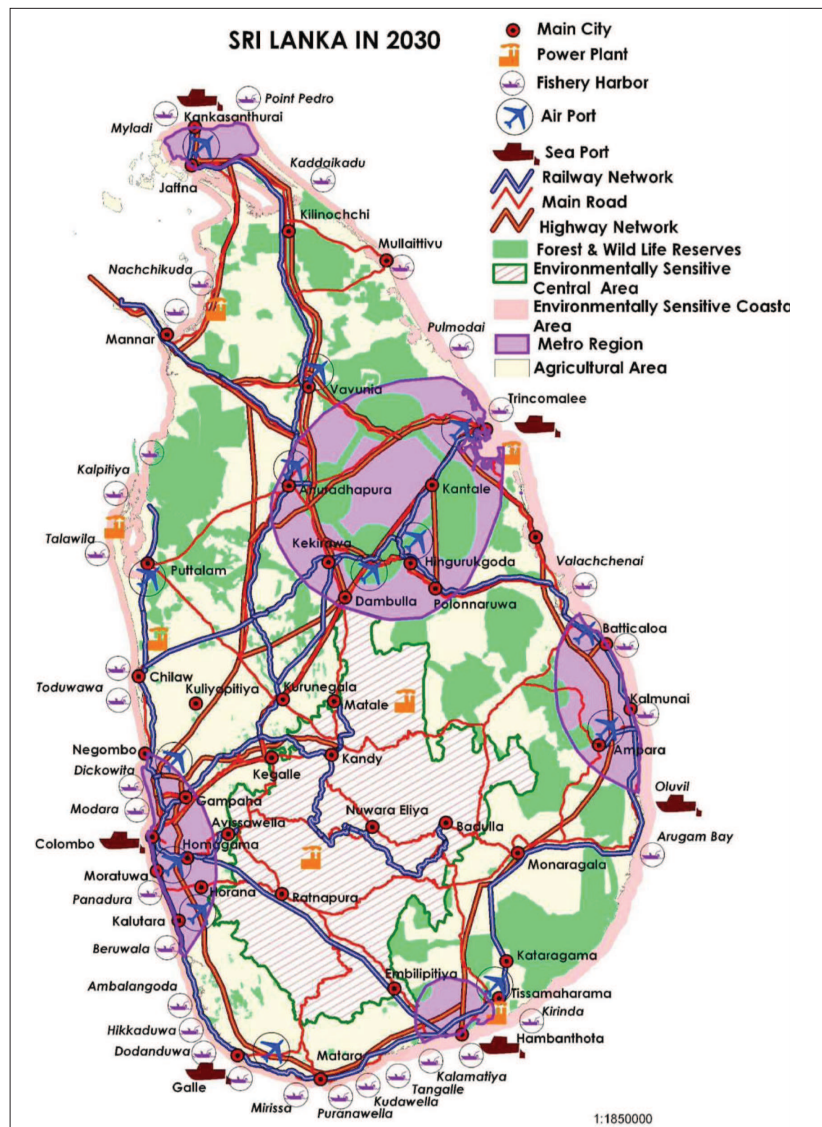 SRI LANKA IN 2030
Main City
Power Plant
Fishery Harbor
Air Port
Sea Port
Railway Network
Main Road
Highway Network
Forest & Wild Life Reserves
Environmentally Sensitive
Central Area
Environmentally Sensitive Coasta
Area
Metro Region
Agricultural Area
Point Pedro
Kankasanthurai
Myladi
Jaffna
Kaddaikadu
Kilinochchi
Mullaittivu
Nachchikuda
Mannar
Pulmodai
Vavunia
Trincomalee
Kalpitiya
Anuradhapura
Kantale
Talawila
Kekirawa
Hingurukgoda
Valachchenai
Puttalam
Dambulla
Polonnaruwa
Batticaloa
Chilaw
Toduwawa
Kuliyapitiya
Kurunegala
Matale
Kalmunai
Ampara
Negombo
Kegalle
Kandy
Dickowita
Gampaha
Oluvil
Modara
Avissawella
Nuwara Eliya
Badulla
Colombo
Homagama
Arugam Bay
Monaragala
Moratuwa
Horana
Ratnapura
Panadura
Kalutara
Beruwala
Kataragama
Embilipitiya
Ambalangoda
Tissamaharama
Kirinda
Hikkaduwa
Hambanthota
Dodanduwa
Matara
Kalamatiya
Galle
Tangalle
Kudawella
Mirissa
Puranawella
1:1850000